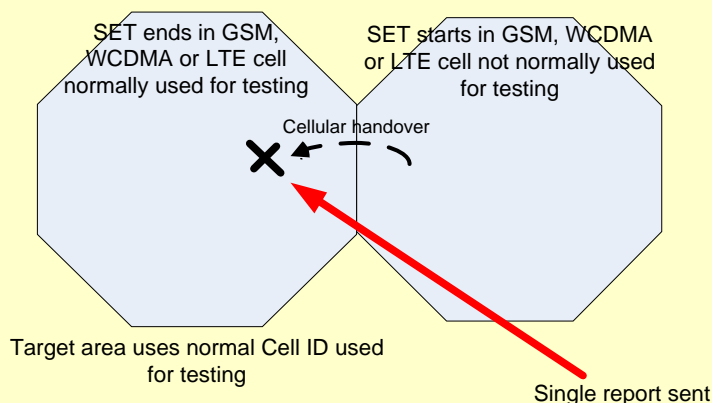 SET ends in GSM,
WCDMA or LTE cell
normally used for testing
SET starts in GSM, WCDMA
or LTE cell not normally used
for testing
Cellular handover
Target area uses normal Cell ID used
for testing
Single report sent